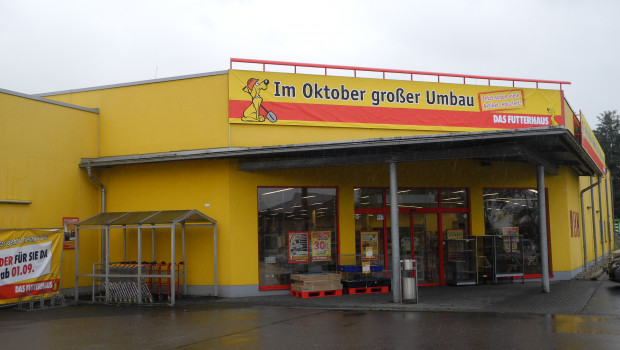 Im Oktober großer Umbau
DAS FUTTERHAUS
DER FÜR SIE DA
ab 01.09.
DAS FUTTERHAUS
30